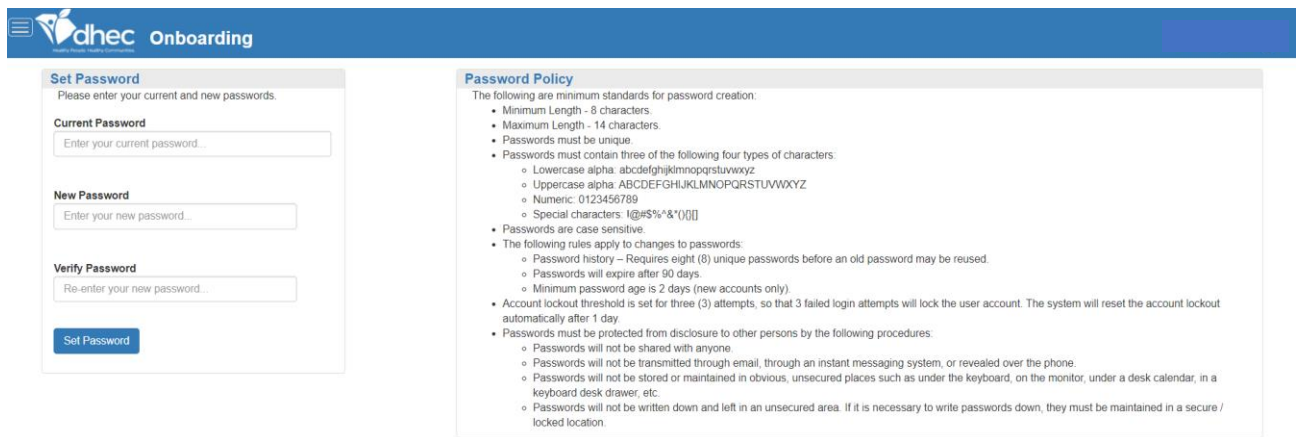 dhec Onboarding
Healthy People. Healthy Communities.
Set Password
Please enter your current and new passwords.
Current Password
Enter your current password...
New Password
Enter your new password...
Verify Password
Re-enter your new password...
Set Password
Password Policy
The following are minimum standards for password creation:
• Minimum Length - 8 characters.
• Maximum Length - 14 characters.
• Passwords must be unique.
• Passwords must contain three of the following four types of characters:
◦ Lowercase alpha: abcdefghijklmnopqrstuvwxyz
◦ Uppercase alpha: ABCDEFGHIJKLMNOPQRSTUVWXYZ
◦ Numeric: 0123456789
◦ Special characters: !@#$%^&*(){}[]
• Passwords are case sensitive.
• The following rules apply to changes to passwords:
◦ Password history – Requires eight (8) unique passwords before an old password may be reused.
◦ Passwords will expire after 90 days.
◦ Minimum password age is 2 days (new accounts only).
• Account lockout threshold is set for three (3) attempts, so that 3 failed login attempts will lock the user account. The system will reset the account lockout
automatically after 1 day.
• Passwords must be protected from disclosure to other persons by the following procedures:
◦ Passwords will not be shared with anyone.
◦ Passwords will not be transmitted through email, through an instant messaging system, or revealed over the phone.
◦ Passwords will not be stored or maintained in obvious, unsecured places such as under the keyboard, on the monitor, under a desk calendar, in a
keyboard desk drawer, etc.
◦ Passwords will not be written down and left in an unsecured area. If it is necessary to write passwords down, they must be maintained in a secure /
locked location.